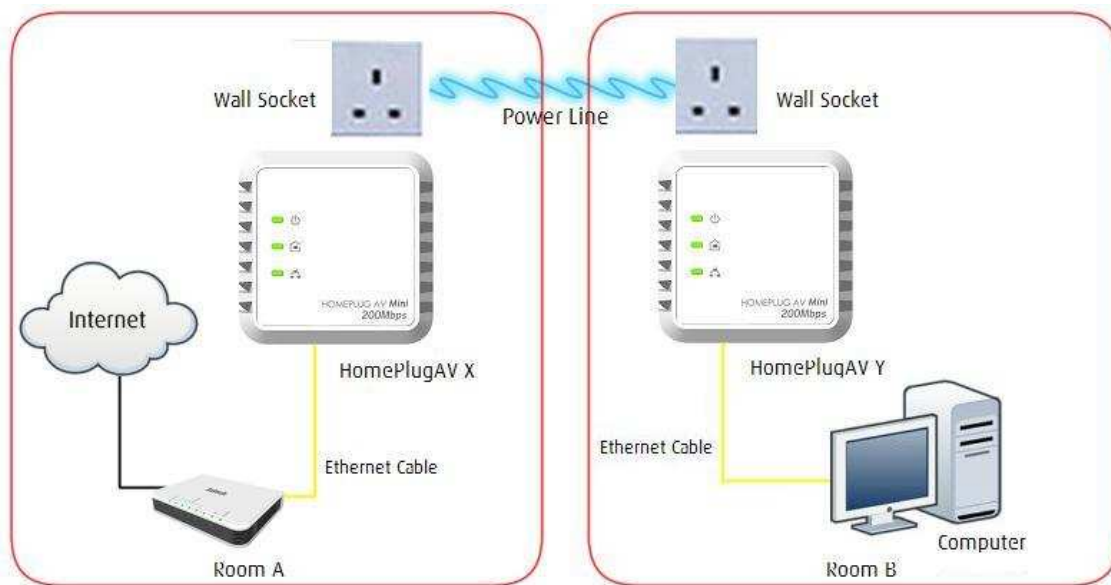 Wall Socket
Power Line
Wall Socket
HOMEPLUG AV Mini
200Mbps
HomePlugAV X
HOMEPLUG AV Mini
200Mbps
HomePlugAV Y
Internet
Ethernet Cable
Ethernet Cable
Computer
Room A
Room B